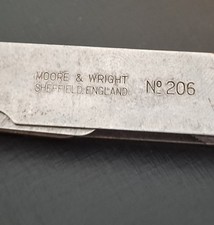 MOORE & WRIGHT
SHEFFIELD, ENGLAND
Nº 206